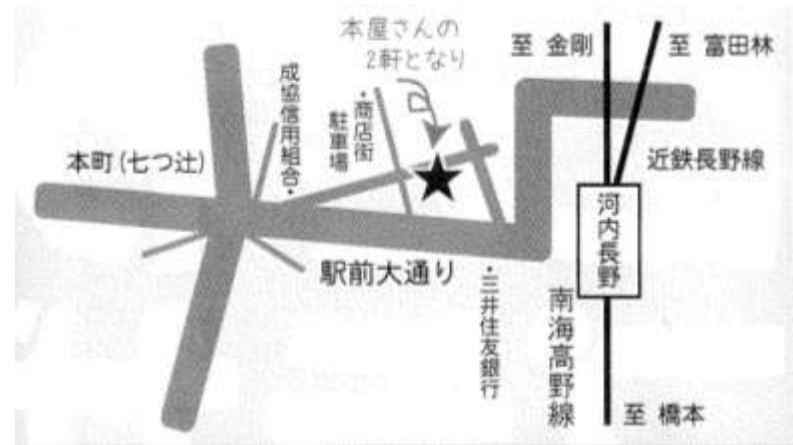 本屋さんの
2軒となり
至 金剛
至 富田林
成協信用組合・
・商店街
駐車場
本町(七つ辻)
近鉄長野線
河内長野
駅前大通り
・三井住友銀行
南海高野線
至 橋本